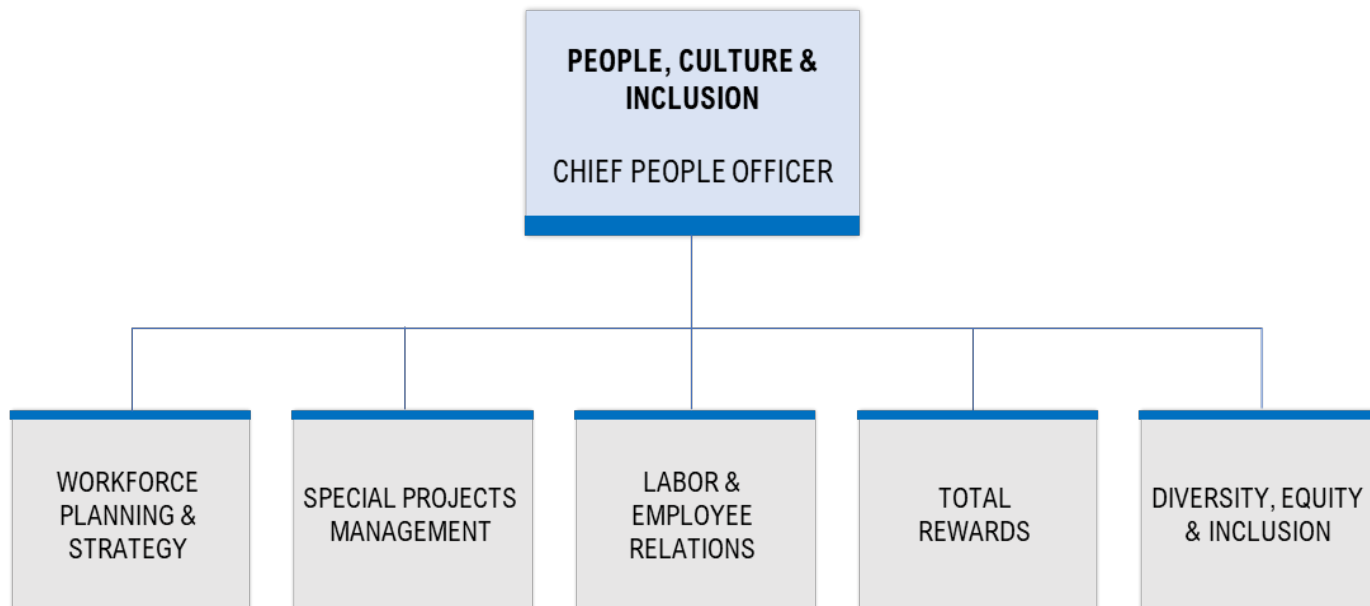 PEOPLE, CULTURE &
INCLUSION
CHIEF PEOPLE OFFICER
WORKFORCE
PLANNING &
STRATEGY
SPECIAL PROJECTS
MANAGEMENT
LABOR &
EMPLOYEE
RELATIONS
TOTAL
REWARDS
DIVERSITY, EQUITY
& INCLUSION